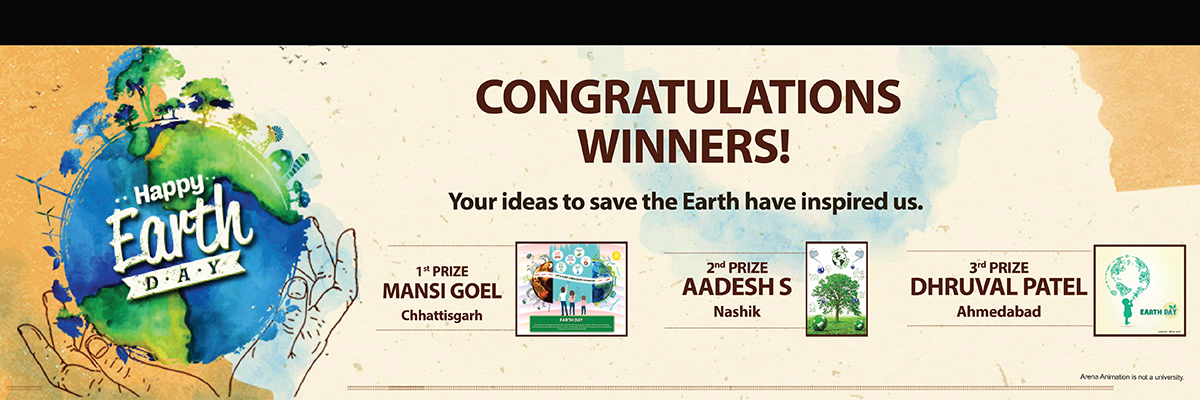 Happy
Earth
D·A·Y
CONGRATULATIONS
WINNERS!
Your ideas to save the Earth have inspired us.
1st PRIZE
MANSI GOEL
Chhattisgarh
EARTH DAY
2nd PRIZE
AADESH S
Nashik
3rd PRIZE
DHRUVAL PATEL
Ahmedabad
EARTH DAY
Arena Animation is not a university.